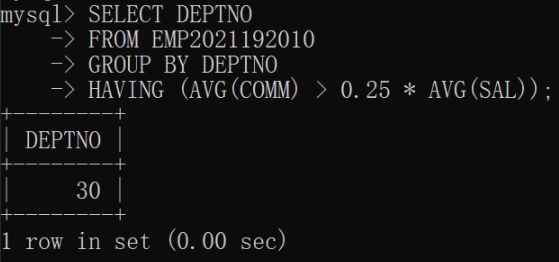 mysql> SELECT DEPTNO
    -> FROM EMP2021192010
    -> GROUP BY DEPTNO
    -> HAVING (AVG(COMM) > 0.25 * AVG(SAL));
+--------+
| DEPTNO |
+--------+
|     30 |
+--------+
1 row in set (0.00 sec)